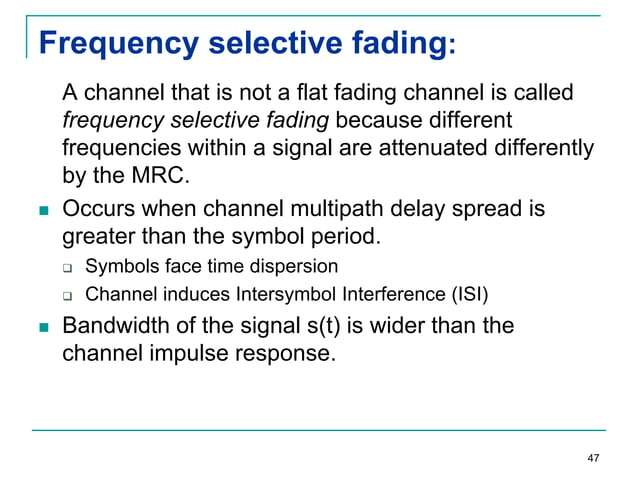 Frequency selective fading:
A channel that is not a flat fading channel is called
frequency selective fading because different
frequencies within a signal are attenuated differently
by the MRC.
Occurs when channel multipath delay spread is
greater than the symbol period.
Symbols face time dispersion
Channel induces Intersymbol Interference (ISI)
Bandwidth of the signal s(t) is wider than the
channel impulse response.
47